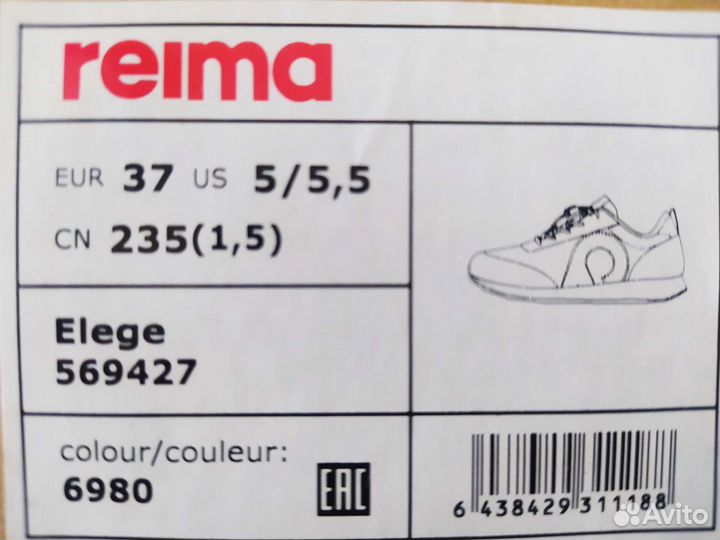 reima
EUR 37 US 5/5,5
CN 235(1,5)
Elege
569427
colour/couleur:
6980
EAC
6 438429 311188
Avito